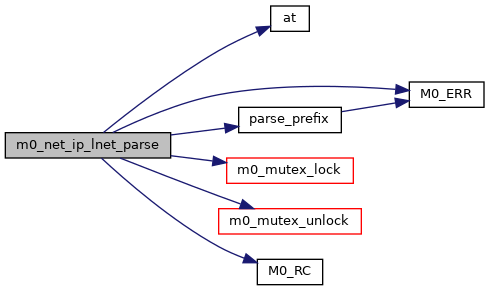 at
M0_ERR
parse_prefix
m0_net_ip_lnet_parse
m0_mutex_lock
m0_mutex_unlock
M0_RC